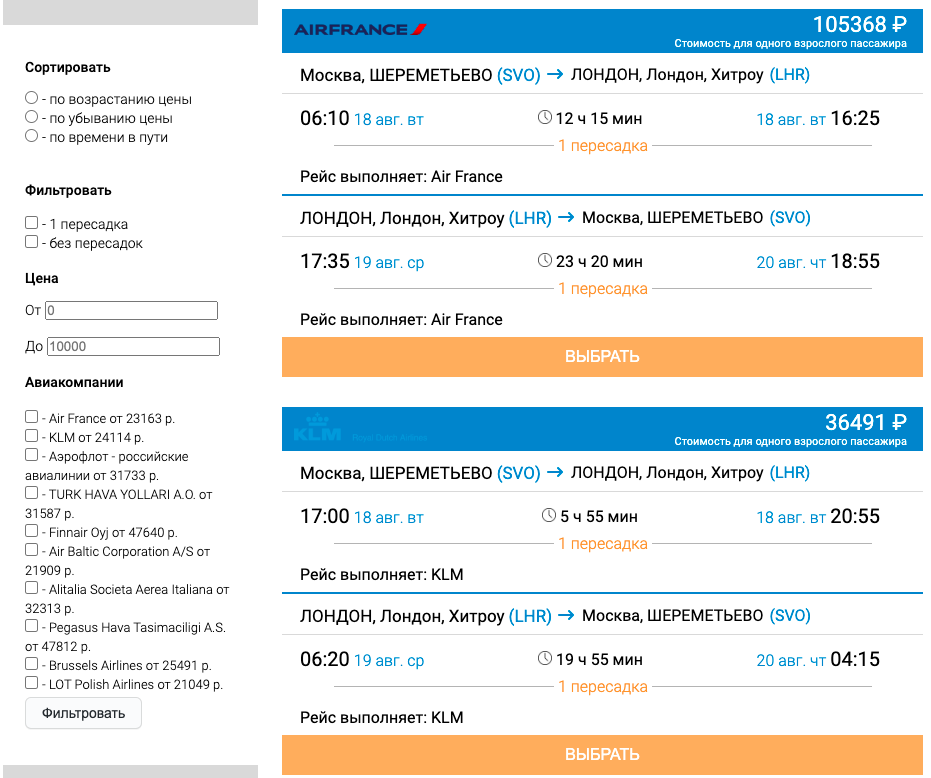 Сортировать
- по возрастанию цены
- по убыванию цены
- по времени в пути
Фильтровать
- 1 пересадка
- без пересадок
Цена
От 0
До 10000
Авиакомпании
- Air France от 23163 р.
- KLM от 24114 р.
- Аэрофлот - российские
авиалинии от 31733 р.
- TURK HAVA YOLLARI A.O. от
31587 р.
- Finnair Oyj от 47640 р.
- Air Baltic Corporation A/S от
21909 р.
- Alitalia Societa Aerea Italiana от
32313 р.
- Pegasus Hava Tasimaciligi A.S.
от 47812 р.
- Brussels Airlines от 25491 р.
- LOT Polish Airlines от 21049 р.
Фильтровать
AIRFRANCE 105368 ₽
Стоимость для одного взрослого пассажира
Москва, ШЕРЕМЕТЬЕВО (SVO) → ЛОНДОН, Лондон, Хитроу (LHR)
06:10 18 авг. вт 12 ч 15 мин 18 авг. вт 16:25
1 пересадка
Рейс выполняет: Air France
ЛОНДОН, Лондон, Хитроу (LHR) → Москва, ШЕРЕМЕТЬЕВО (SVO)
17:35 19 авг. ср 23 ч 20 мин 20 авг. чт 18:55
1 пересадка
Рейс выполняет: Air France
ВЫБРАТЬ
KLM Royal Dutch Airlines 36491 ₽
Стоимость для одного взрослого пассажира
Москва, ШЕРЕМЕТЬЕВО (SVO) → ЛОНДОН, Лондон, Хитроу (LHR)
17:00 18 авг. вт 5 ч 55 мин 18 авг. вт 20:55
1 пересадка
Рейс выполняет: KLM
ЛОНДОН, Лондон, Хитроу (LHR) → Москва, ШЕРЕМЕТЬЕВО (SVO)
06:20 19 авг. ср 19 ч 55 мин 20 авг. чт 04:15
1 пересадка
Рейс выполняет: KLM
ВЫБРАТЬ